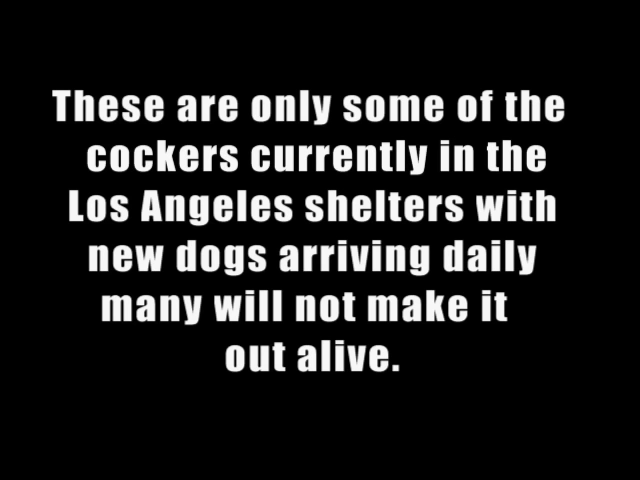 These are only some of the
cockers currently in the
Los Angeles shelters with
new dogs arriving daily
many will not make it
out alive.